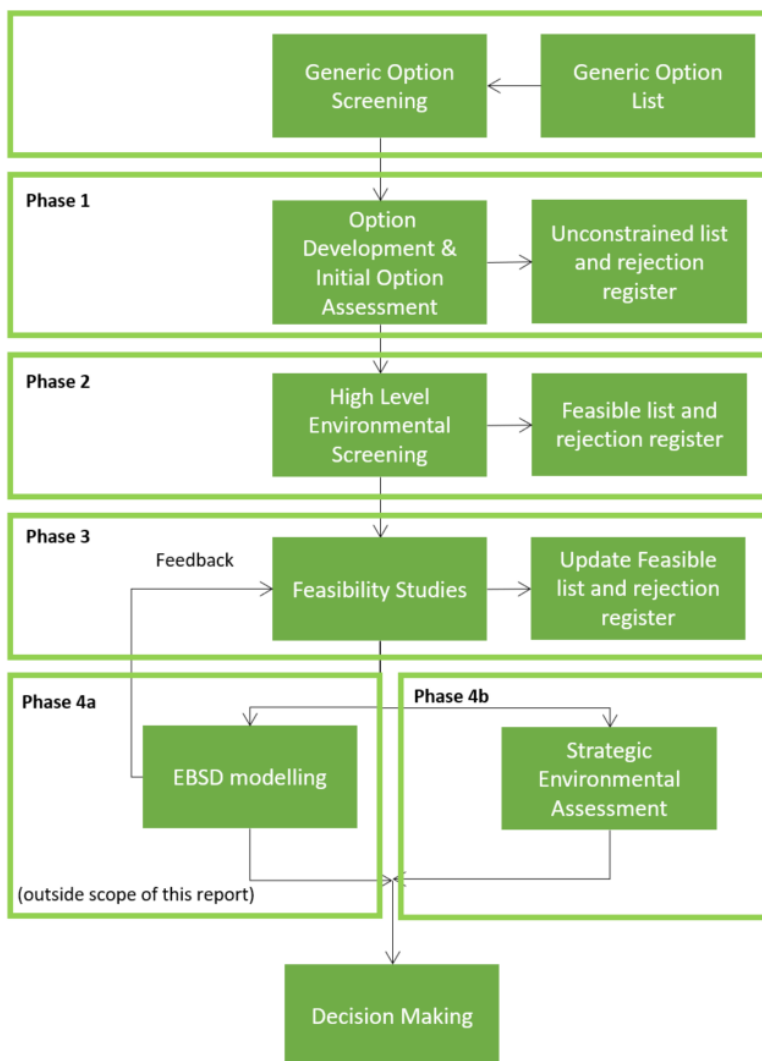 Generic Option
Screening
Generic Option
List
Phase 1
Option
Development &
Initial Option
Assessment
Unconstrained list
and rejection
register
Phase 2
High Level
Environmental
Screening
Feasible list and
rejection register
Phase 3
Feedback
Feasibility Studies
Update Feasible
list and rejection
register
Phase 4a
EBSD modelling
(outside scope of this report)
Phase 4b
Strategic
Environmental
Assessment
Decision Making